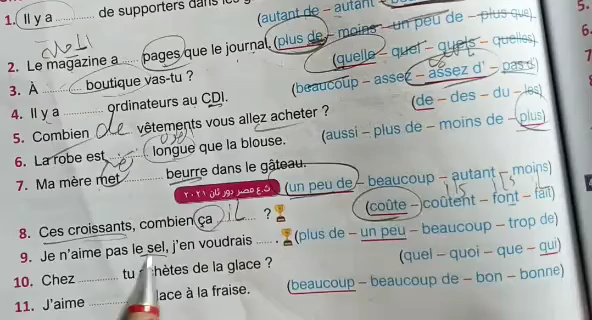 1. Il y a ............ de supporters dans les
(autant de – autant
2. Le magazine a ...... pages que le journal. (plus de – moins – un peu de – plus que)
3. À ............ boutique vas-tu ? (quelle – quel – quels – quelles)
4. Il y a ............ ordinateurs au CDI. (beaucoup – assez – assez d' – pas d')
5. Combien de vêtements vous allez acheter ? (de – des – du – les)
6. La robe est ............ longue que la blouse. (aussi – plus de – moins de – plus)
7. Ma mère met ............ beurre dans le gâteau.
(un peu de – beaucoup – autant – moins)
8. Ces croissants, combien ça ...... ? (coûte – coûtent – font – fait)
9. Je n'aime pas le sel, j'en voudrais ...... . (plus de – un peu – beaucoup – trop de)
10. Chez ............ tu achètes de la glace ? (quel – quoi – que – qui)
11. J'aime ............ lace à la fraise. (beaucoup – beaucoup de – bon – bonne)
5.
6.